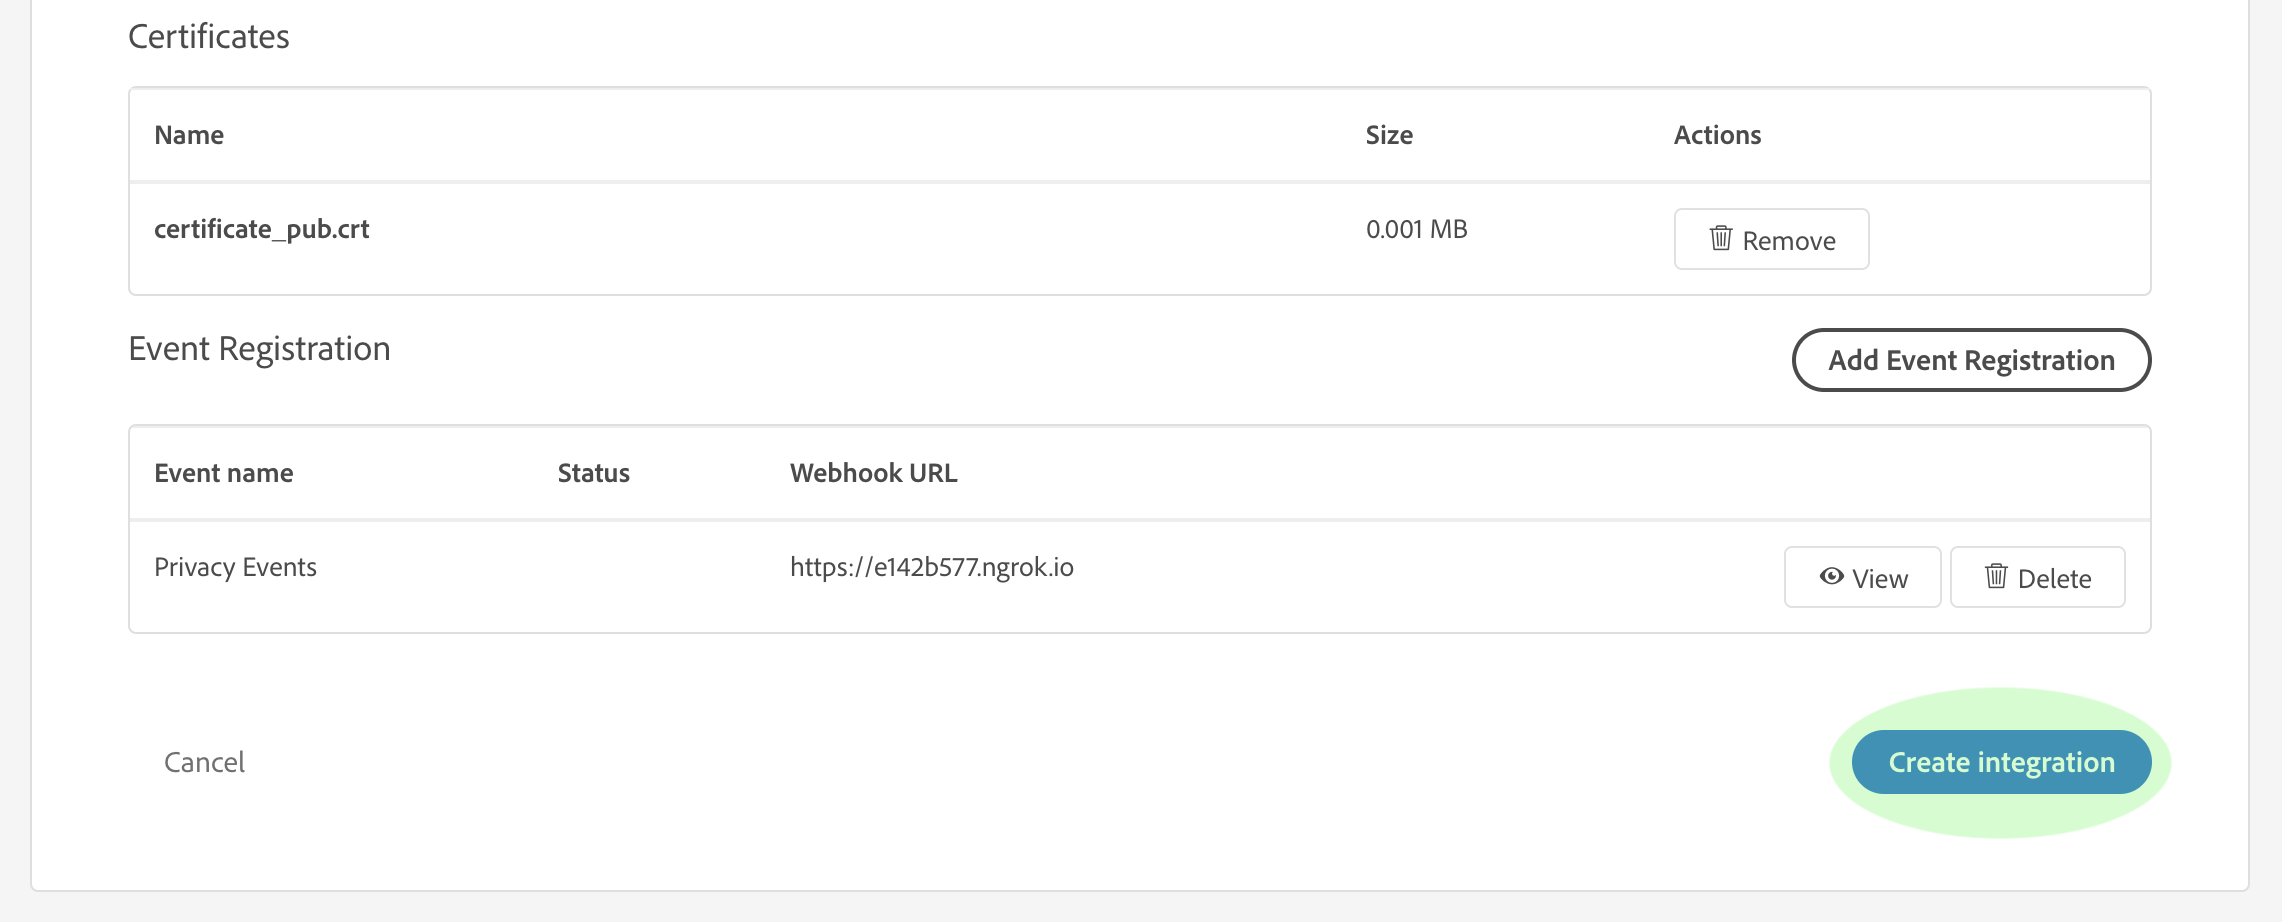 Certificates
Name Size Actions
certificate_pub.crt 0.001 MB Remove
Event Registration Add Event Registration
Event name Status Webhook URL
Privacy Events https://e142b577.ngrok.io View Delete
Cancel Create integration